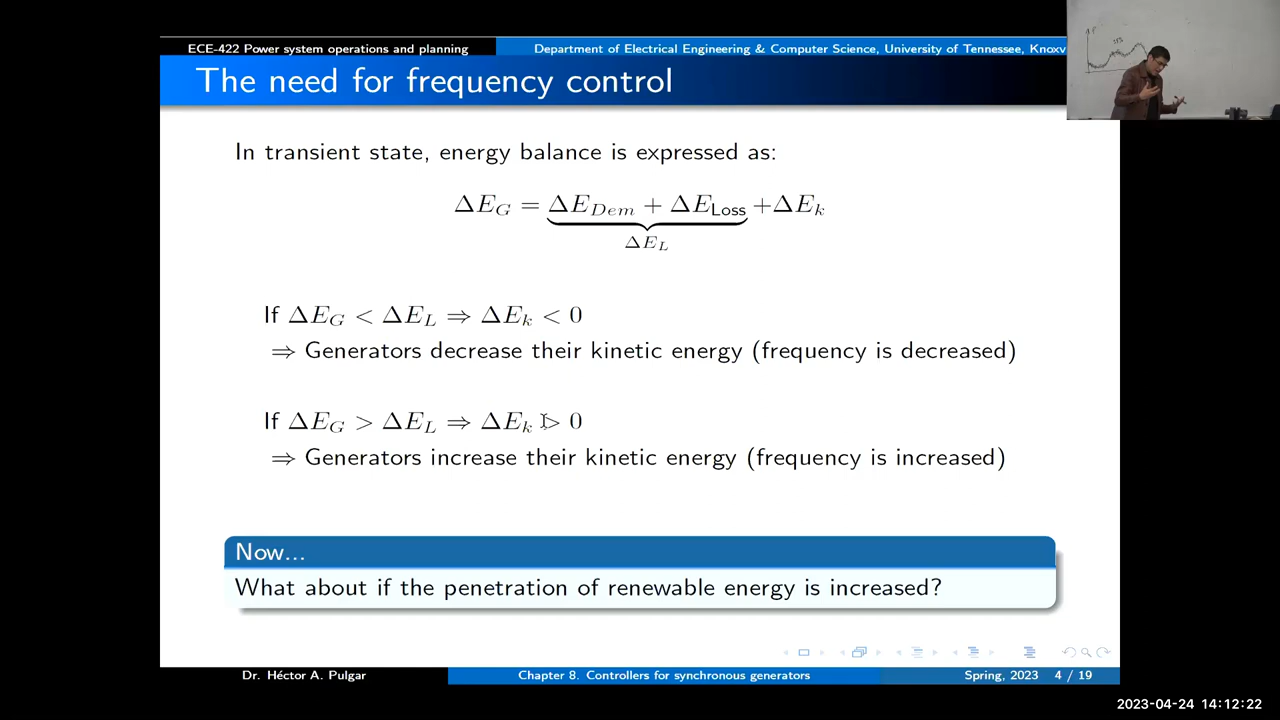 ECE-422 Power system operations and planning
Department of Electrical Engineering & Computer Science, University of Tennessee, Knoxv
The need for frequency control
In transient state, energy balance is expressed as:
ΔE_G = ΔE_Dem + ΔE_Loss + ΔE_k
ΔE_L
If ΔE_G < ΔE_L ⇒ ΔE_k < 0
⇒ Generators decrease their kinetic energy (frequency is decreased)
If ΔE_G > ΔE_L ⇒ ΔE_k > 0
⇒ Generators increase their kinetic energy (frequency is increased)
Now...
What about if the penetration of renewable energy is increased?
Dr. Héctor A. Pulgar
Chapter 8. Controllers for synchronous generators
Spring, 2023 4 / 19
2023-04-24 14:12:22